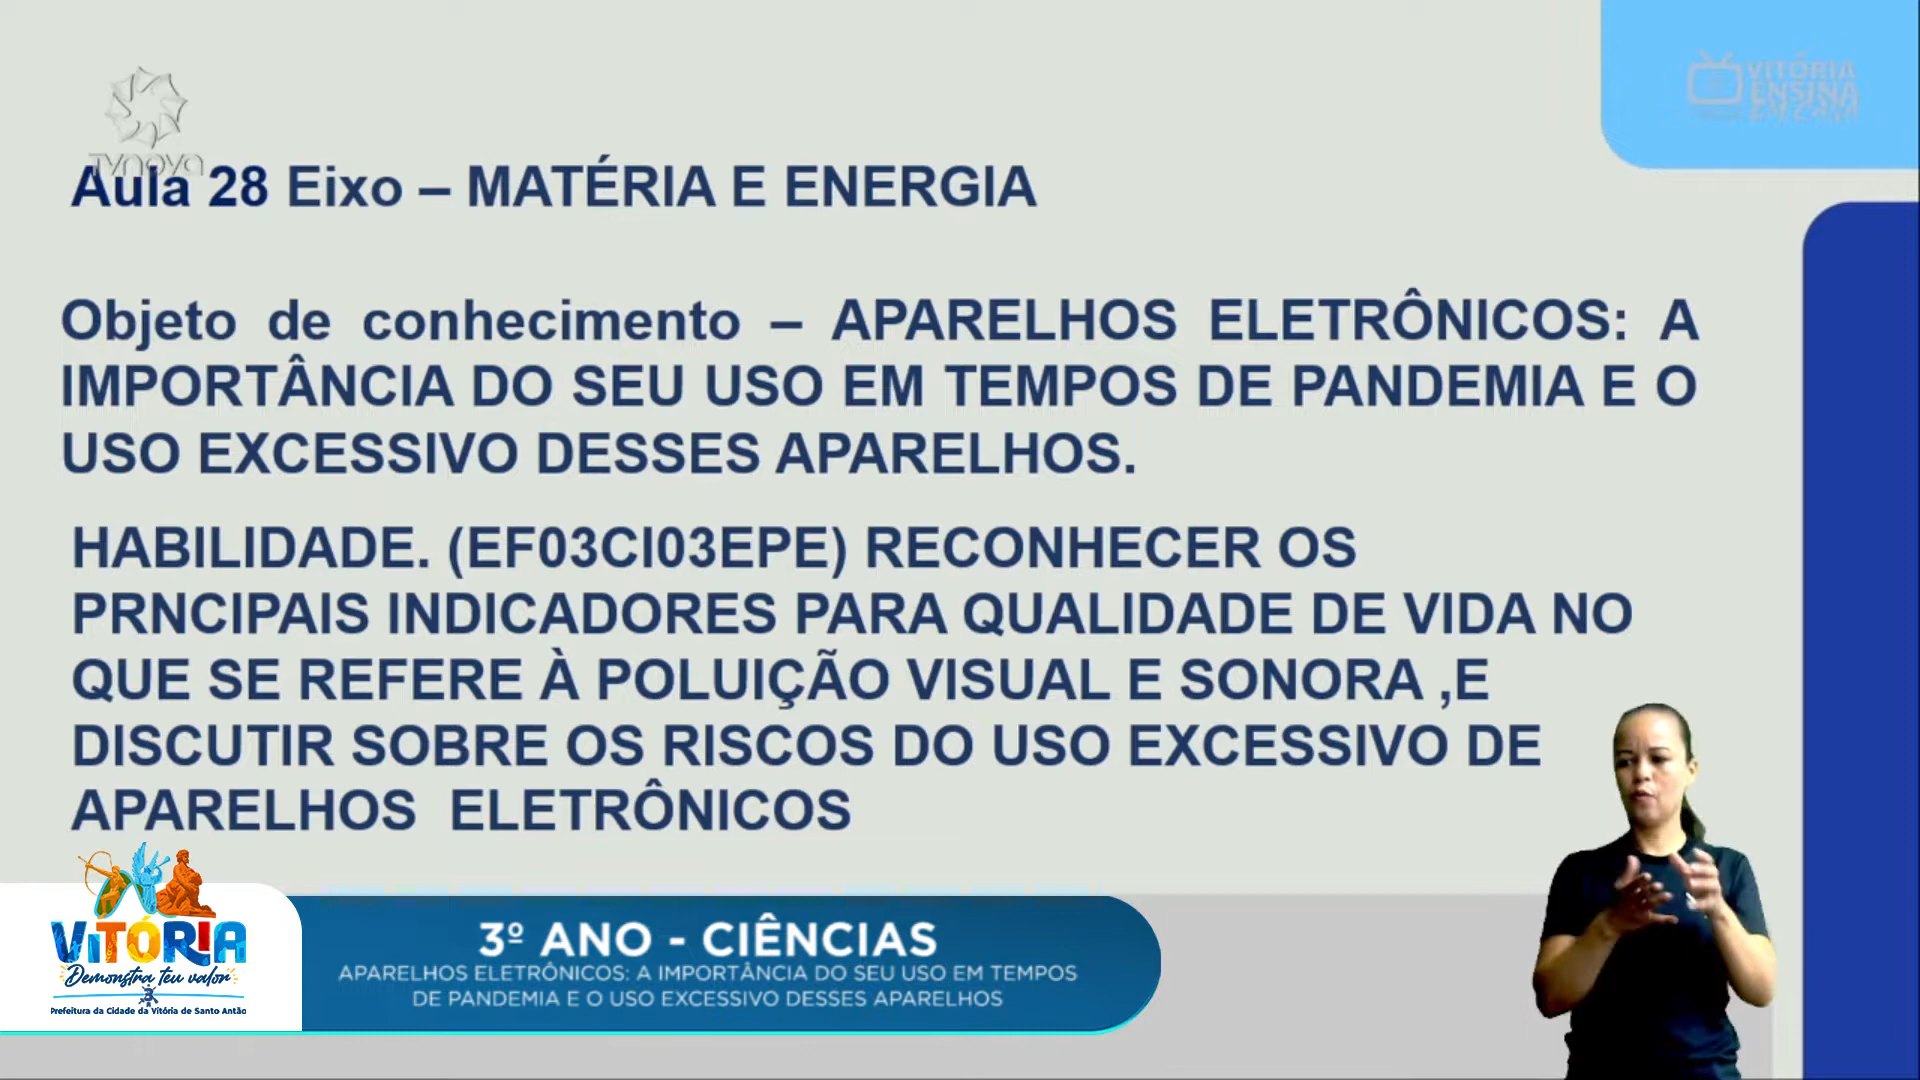 TVnova
VITÓRIA
ENSINA
EM CASA
Aula 28 Eixo – MATÉRIA E ENERGIA
Objeto de conhecimento – APARELHOS ELETRÔNICOS: A
IMPORTÂNCIA DO SEU USO EM TEMPOS DE PANDEMIA E O
USO EXCESSIVO DESSES APARELHOS.
HABILIDADE. (EF03CI03EPE) RECONHECER OS
PRNCIPAIS INDICADORES PARA QUALIDADE DE VIDA NO
QUE SE REFERE À POLUIÇÃO VISUAL E SONORA ,E
DISCUTIR SOBRE OS RISCOS DO USO EXCESSIVO DE
APARELHOS ELETRÔNICOS
VITÓRIA
Demonstra teu valor
Prefeitura da Cidade da Vitória de Santo Antão
3º ANO - CIÊNCIAS
APARELHOS ELETRÔNICOS: A IMPORTÂNCIA DO SEU USO EM TEMPOS
DE PANDEMIA E O USO EXCESSIVO DESSES APARELHOS